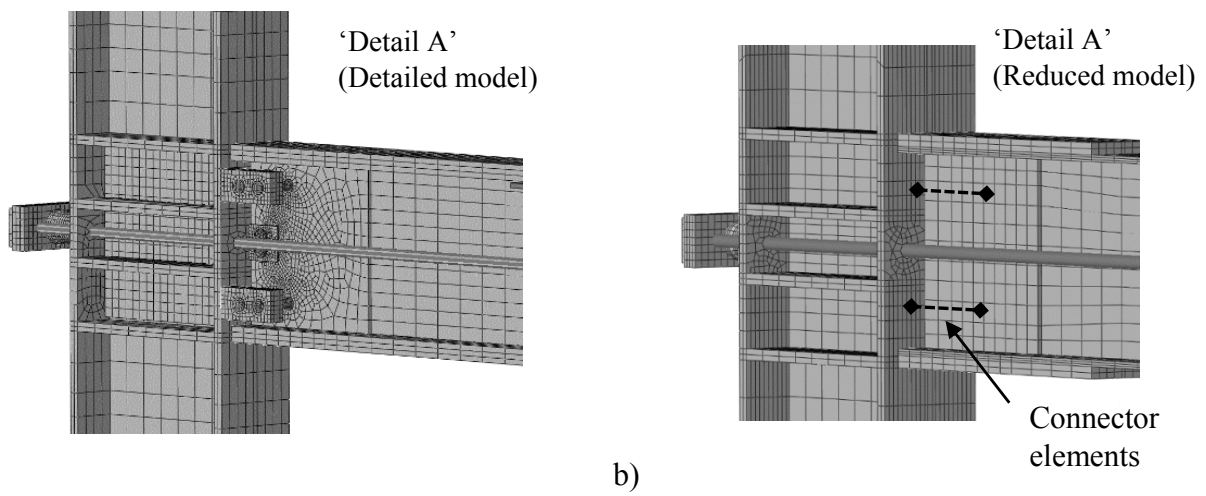 ‘Detail A’
(Detailed model)
‘Detail A’
(Reduced model)
Connector
elements
b)